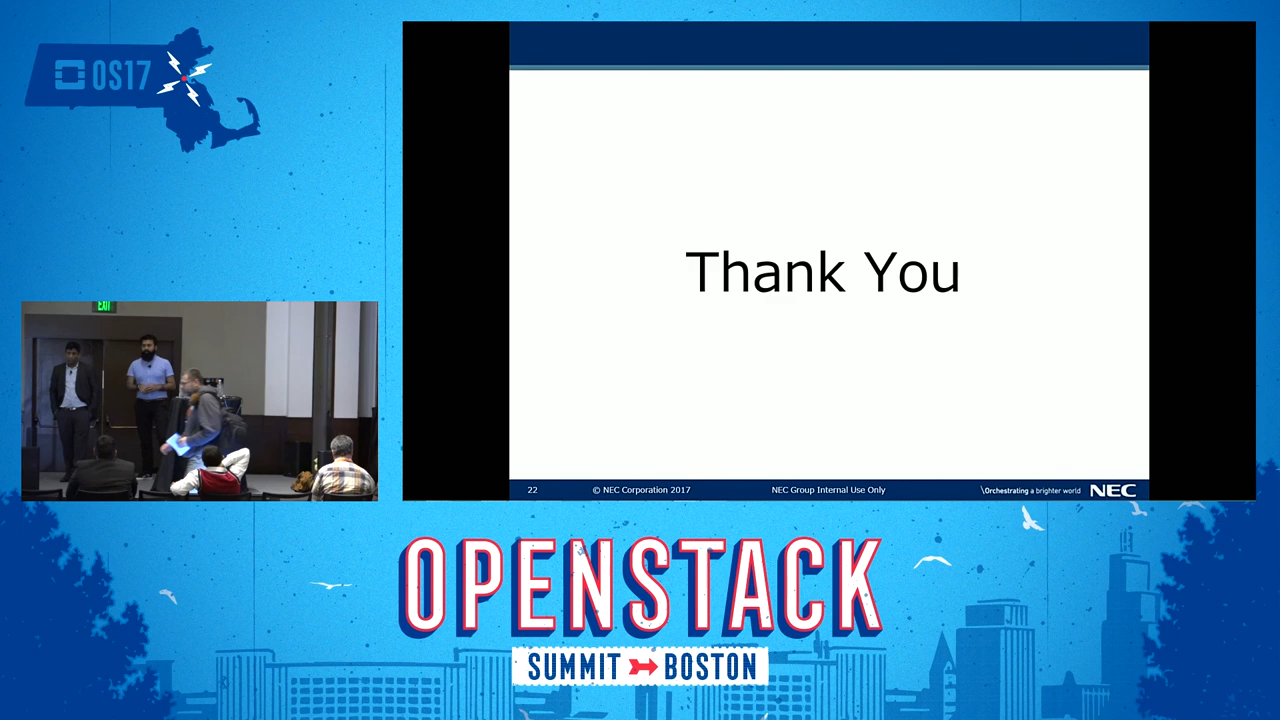 OS17
EXIT
Thank You
22
© NEC Corporation 2017
NEC Group Internal Use Only
\Orchestrating a brighter world
NEC
OPENSTACK
SUMMIT BOSTON